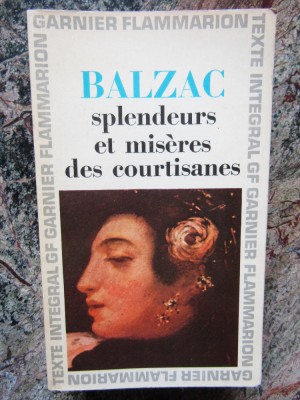 GARNIER FLAMMARION
BALZAC
splendeurs
et misères
des courtisanes
TEXTE INTEGRAL GF GARNIER FLAMMARION
TEXTE INTEGRAL GF GARNIER FLAMMARION
GARNIER FLAMMARION